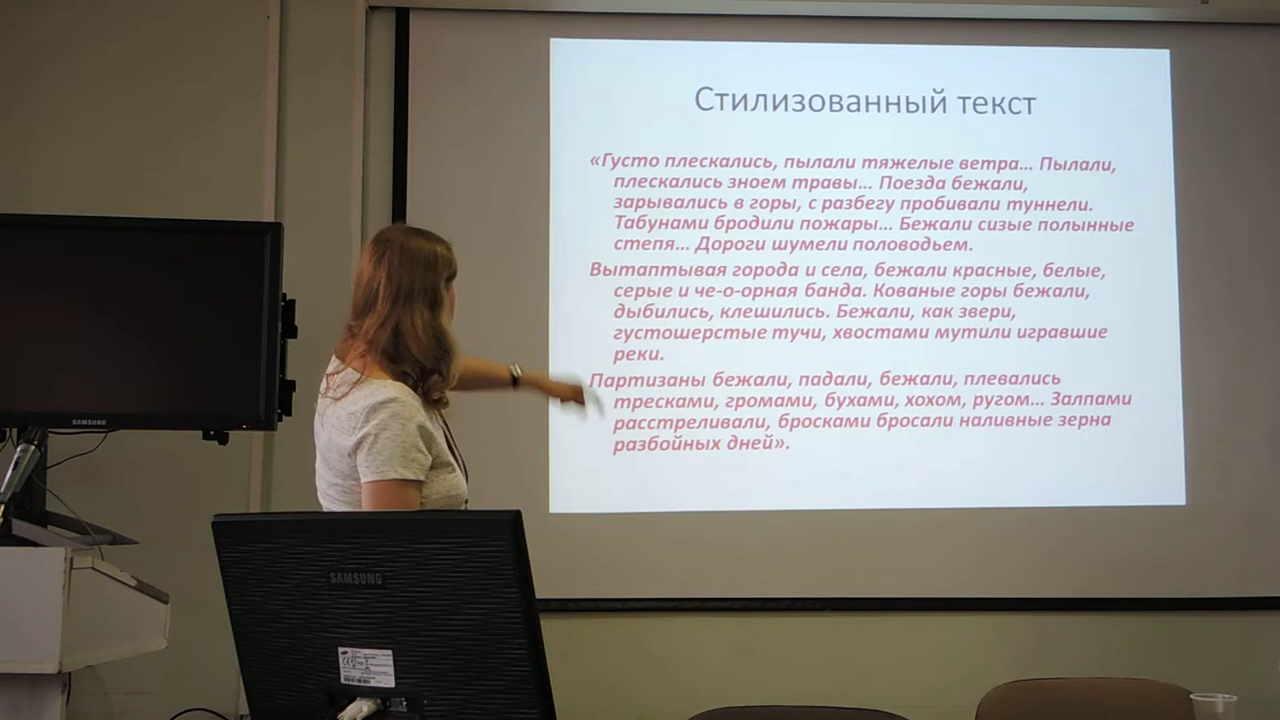 Стилизованный текст
«Густо плескались, пылали тяжелые ветра... Пылали,
плескались зноем травы... Поезда бежали,
зарывались в горы, с разбегу пробивали туннели.
Табунами бродили пожары... Бежали сизые полынные
степя... Дороги шумели половодьем.
Вытаптывая города и села, бежали красные, белые,
серые и че-о-орная банда. Кованые горы бежали,
дыбились, клешились. Бежали, как звери,
густошерстые тучи, хвостами мутили игравшие
реки.
Партизаны бежали, падали, бежали, плевались
тресками, громами, бухами, хохом, ругом... Залпами
расстреливали, бросками бросали наливные зерна
разбойных дней».
SAMSUNG
SAMSUNG